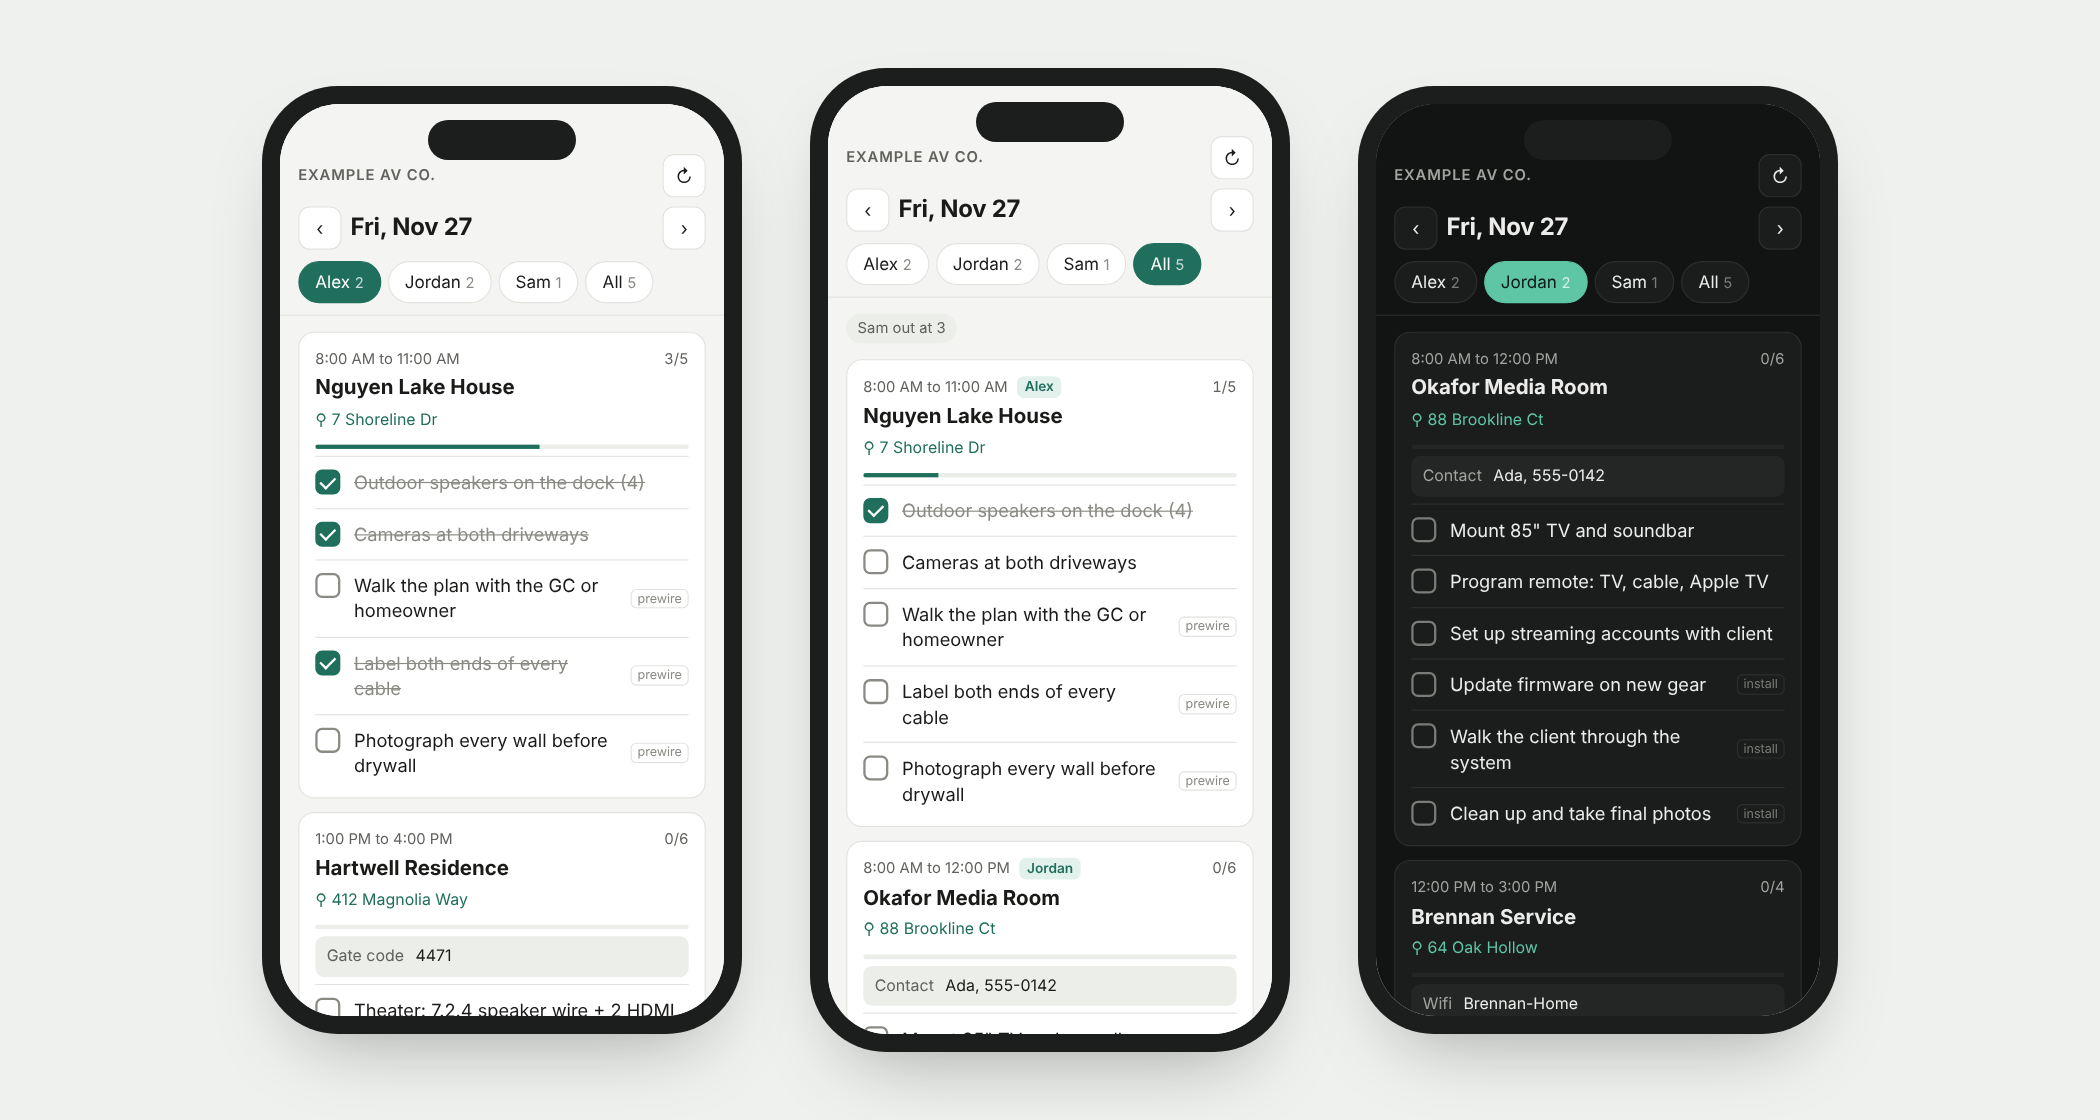 EXAMPLE AV CO.
Fri, Nov 27
Alex 2 Jordan 2 Sam 1 All 5
8:00 AM to 11:00 AM 3/5
Nguyen Lake House
7 Shoreline Dr
Outdoor speakers on the dock (4)
Cameras at both driveways
Walk the plan with the GC or
homeowner
prewire
Label both ends of every
cable
prewire
Photograph every wall before
drywall
prewire
1:00 PM to 4:00 PM 0/6
Hartwell Residence
412 Magnolia Way
Gate code 4471
Theater: 7.2.4 speaker wire + 2 HDMI
EXAMPLE AV CO.
Fri, Nov 27
Alex 2 Jordan 2 Sam 1 All 5
Sam out at 3
8:00 AM to 11:00 AM Alex 1/5
Nguyen Lake House
7 Shoreline Dr
Outdoor speakers on the dock (4)
Cameras at both driveways
Walk the plan with the GC or
homeowner
prewire
Label both ends of every
cable
prewire
Photograph every wall before
drywall
prewire
8:00 AM to 12:00 PM Jordan 0/6
Okafor Media Room
88 Brookline Ct
Contact Ada, 555-0142
EXAMPLE AV CO.
Fri, Nov 27
Alex 2 Jordan 2 Sam 1 All 5
8:00 AM to 12:00 PM 0/6
Okafor Media Room
88 Brookline Ct
Contact Ada, 555-0142
Mount 85" TV and soundbar
Program remote: TV, cable, Apple TV
Set up streaming accounts with client
Update firmware on new gear install
Walk the client through the
system
install
Clean up and take final photos install
12:00 PM to 3:00 PM 0/4
Brennan Service
64 Oak Hollow
Wifi Brennan-Home